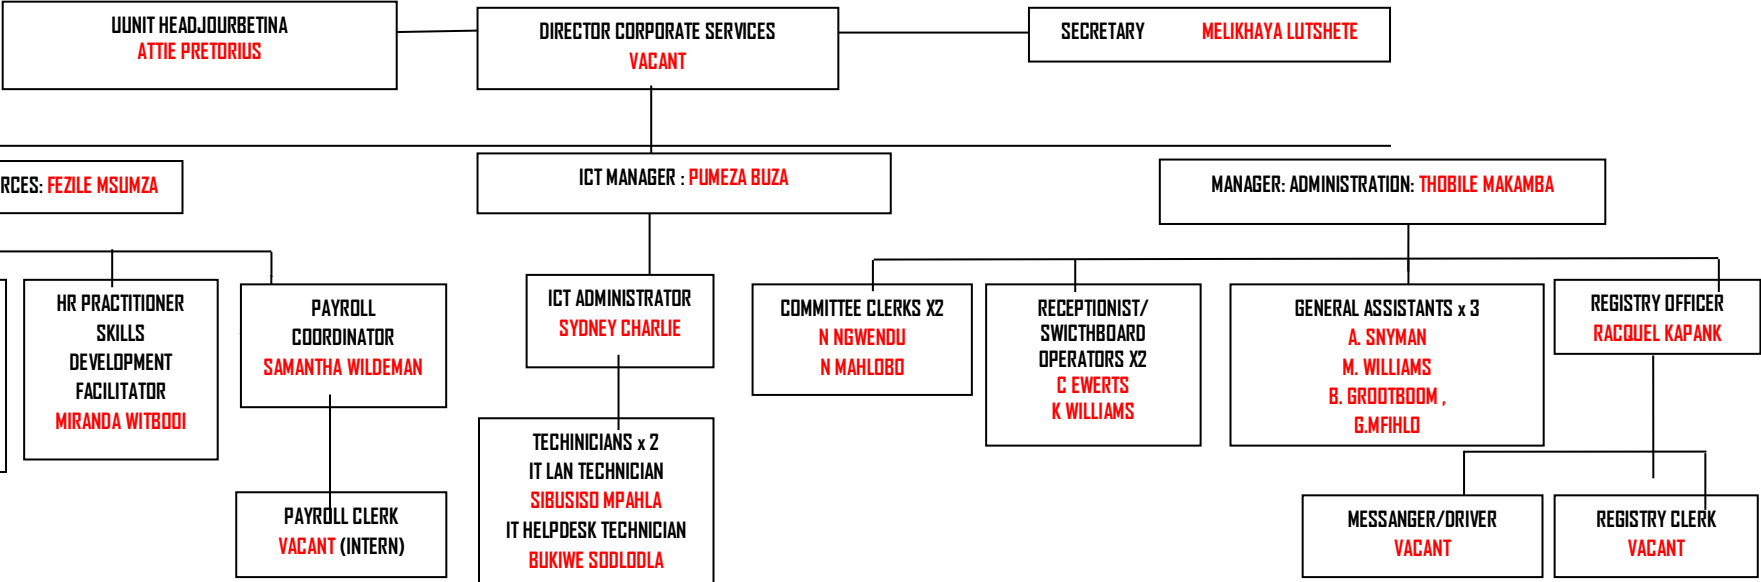 UUNIT HEADJOURBETINA
ATTIE PRETORIUS
DIRECTOR CORPORATE SERVICES
VACANT
SECRETARY MELIKHAYA LUTSHETE
RCES: FEZILE MSUMZA
ICT MANAGER : PUMEZA BUZA
MANAGER: ADMINISTRATION: THOBILE MAKAMBA
HR PRACTITIONER
SKILLS
DEVELOPMENT
FACILITATOR
MIRANDA WITBOOI
PAYROLL
COORDINATOR
SAMANTHA WILDEMAN
ICT ADMINISTRATOR
SYDNEY CHARLIE
COMMITTEE CLERKS X2
N NGWENDU
N MAHLOBO
RECEPTIONIST/
SWICTHBOARD
OPERATORS X2
C EWERTS
K WILLIAMS
GENERAL ASSISTANTS x 3
A. SNYMAN
M. WILLIAMS
B. GROOTBOOM ,
G.MFIHLO
REGISTRY OFFICER
RACQUEL KAPANK
PAYROLL CLERK
VACANT (INTERN)
TECHINICIANS x 2
IT LAN TECHNICIAN
SIBUSISO MPAHLA
IT HELPDESK TECHNICIAN
BUKIWE SODLODLA
MESSANGER/DRIVER
VACANT
REGISTRY CLERK
VACANT